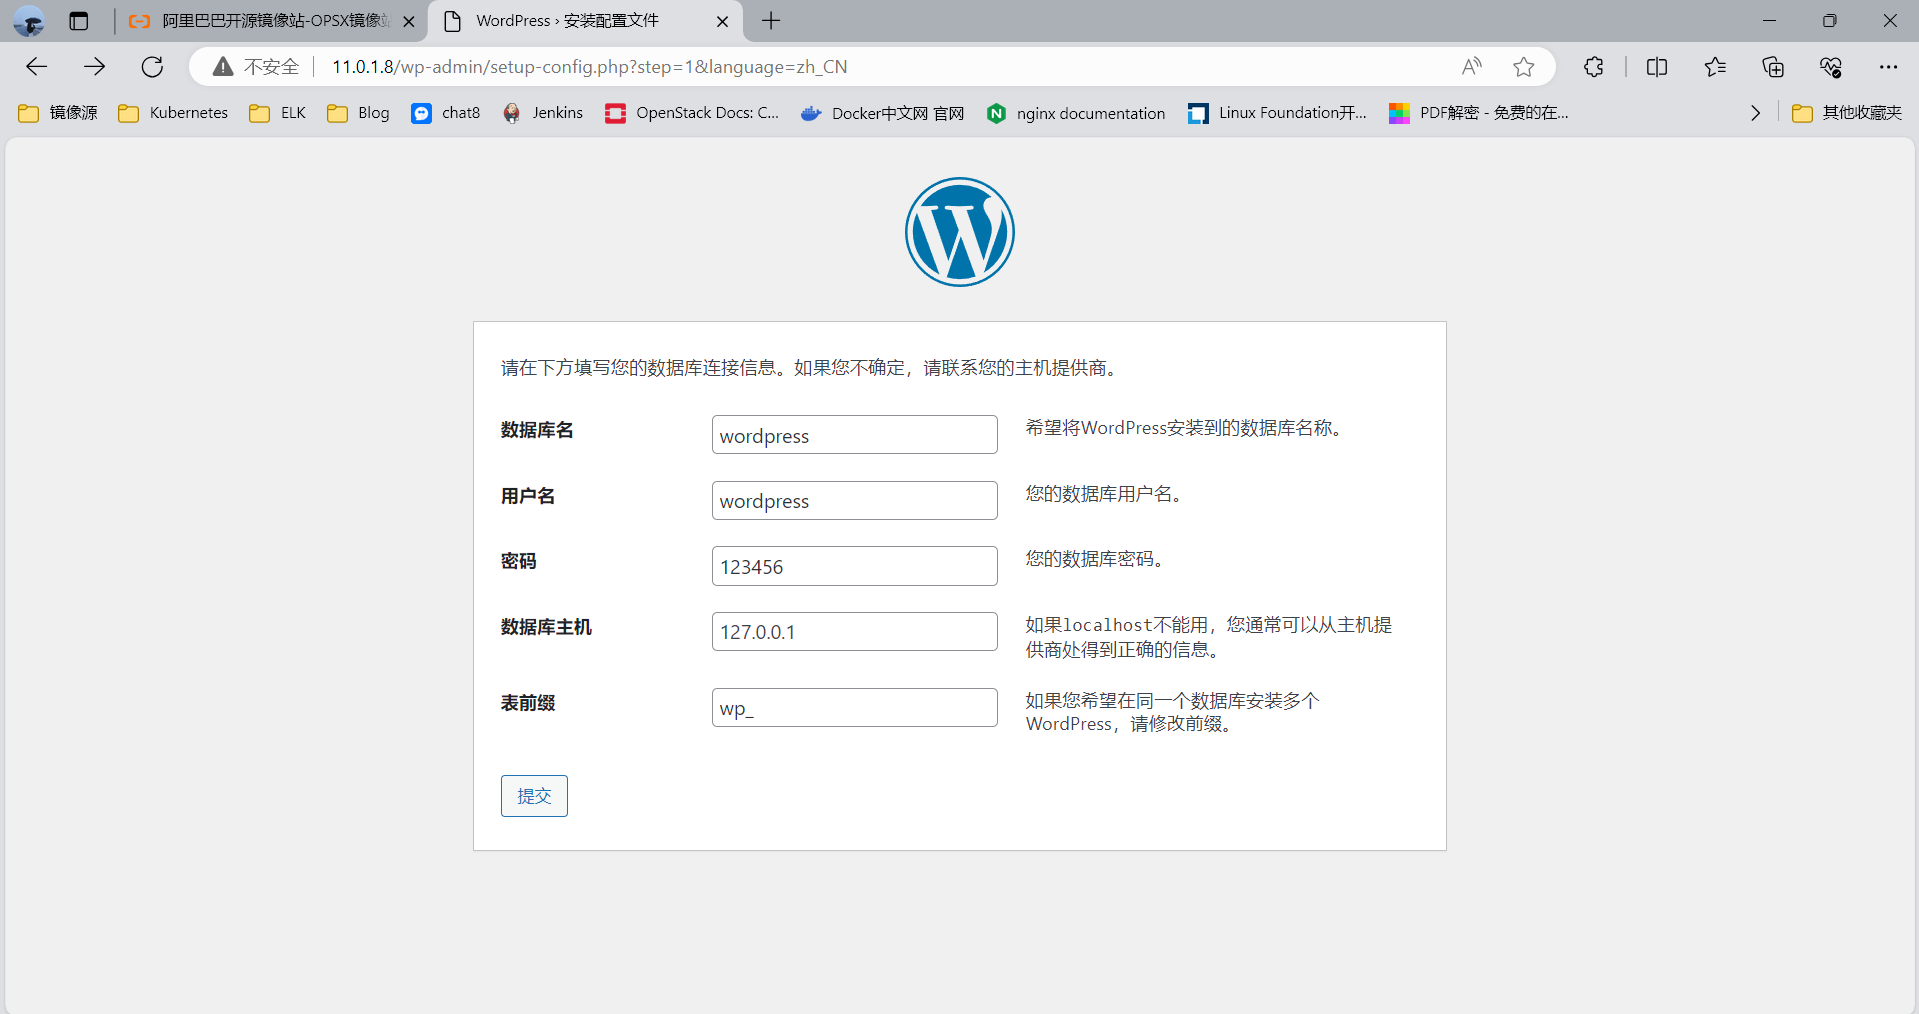 阿里巴巴开源镜像站-OPSX镜像站
WordPress › 安装配置文件
不安全
11.0.1.8/wp-admin/setup-config.php?step=1&language=zh_CN
镜像源
Kubernetes
ELK
Blog
chat8
Jenkins
OpenStack Docs: C...
Docker中文网 官网
nginx documentation
Linux Foundation开...
PDF解密 - 免费的在...
其他收藏夹
请在下方填写您的数据库连接信息。如果您不确定，请联系您的主机提供商。
数据库名
wordpress
希望将WordPress安装到的数据库名称。
用户名
wordpress
您的数据库用户名。
密码
123456
您的数据库密码。
数据库主机
127.0.0.1
如果localhost不能用，您通常可以从主机提
供商处得到正确的信息。
表前缀
wp_
如果您希望在同一个数据库安装多个
WordPress，请修改前缀。
提交